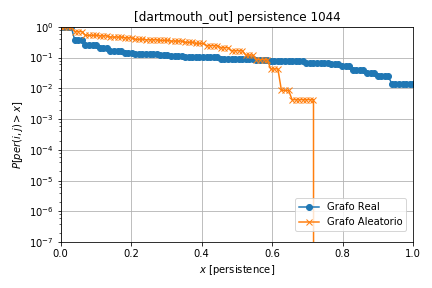 [dartmouth_out] persistence 1044
P[per(i,j) > x]
10^0
10^-1
10^-2
10^-3
10^-4
10^-5
10^-6
10^-7
Grafo Real
Grafo Aleatorio
0.0 0.2 0.4 0.6 0.8 1.0
x [persistence]